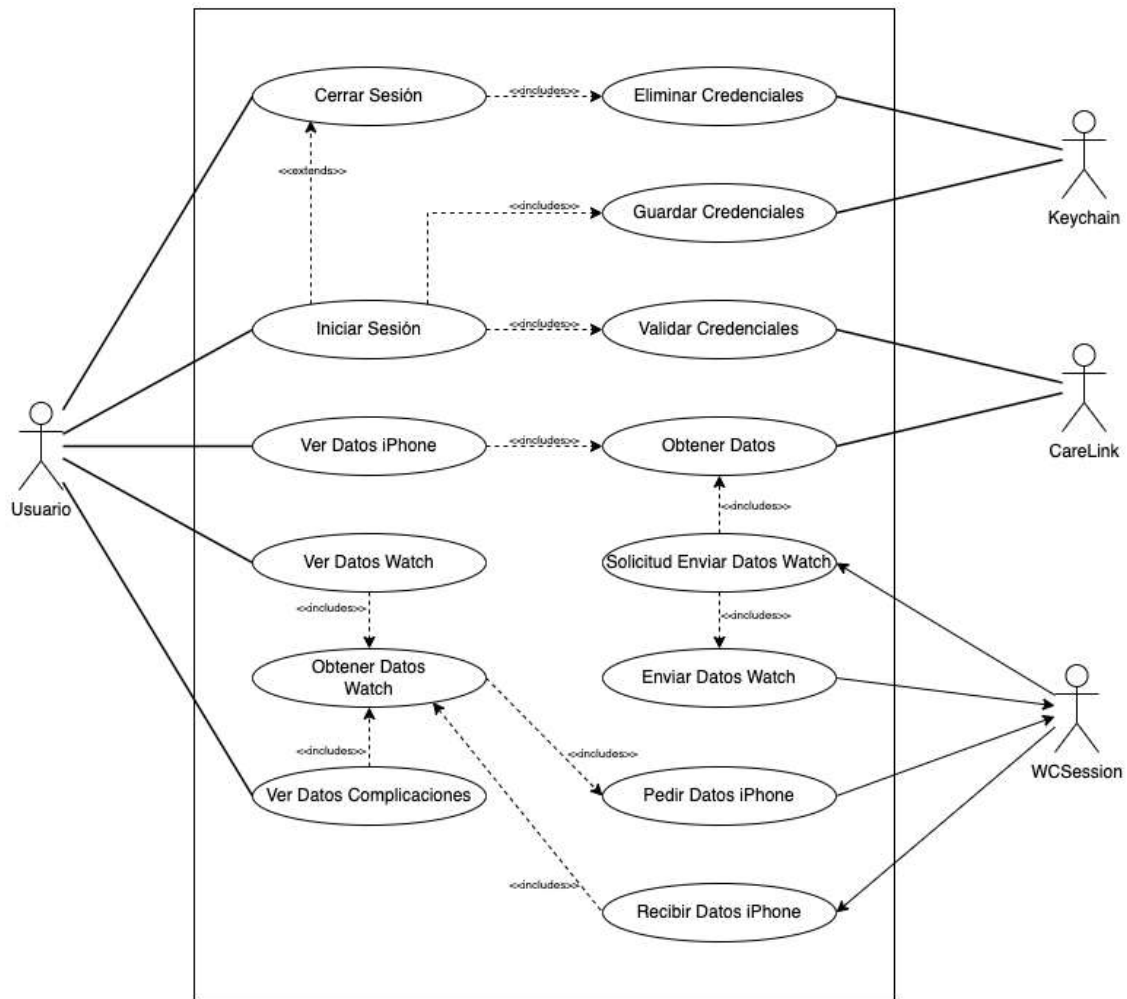 Cerrar Sesión
<<includes>>
Eliminar Credenciales
<<extends>>
Keychain
<<includes>>
Guardar Credenciales
Iniciar Sesión
<<includes>>
Validar Credenciales
CareLink
Ver Datos iPhone
<<includes>>
Obtener Datos
Usuario
<<includes>>
Ver Datos Watch
Solicitud Enviar Datos Watch
<<includes>>
<<includes>>
Obtener Datos
Watch
Enviar Datos Watch
<<includes>>
<<includes>>
WCSession
Ver Datos Complicaciones
Pedir Datos iPhone
<<includes>>
Recibir Datos iPhone